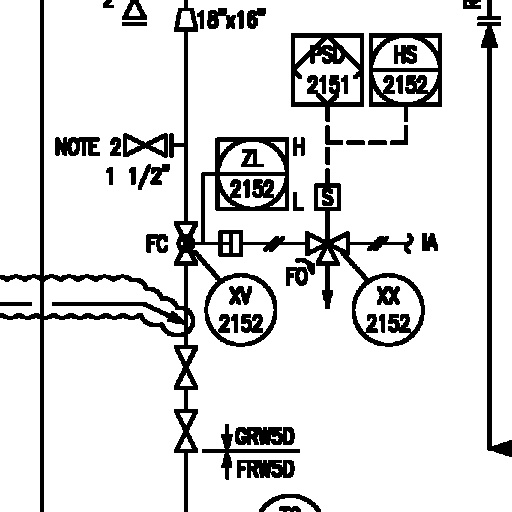 2
18"x16"
PSD
2151
HS
2152
NOTE 2
1 1/2"
ZL
2152
H
L
S
FC
IA
FO
XV
2152
XX
2152
GRW5D
FRW5D